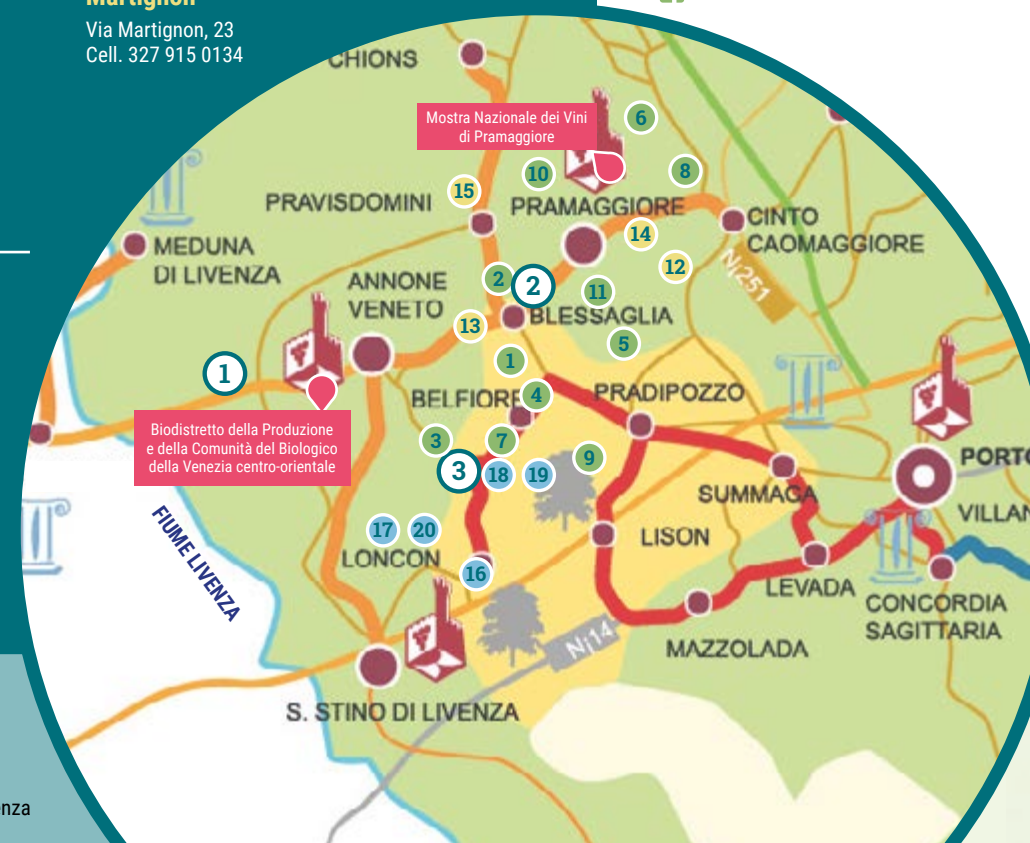 Martignon
Via Martignon, 23
Cell. 327 915 0134
CHIONS
Mostra Nazionale dei Vini
di Pramaggiore
6
10
8
15
PRAVISDOMINI
PRAMAGGIORE
CINTO
CAOMAGGIORE
14
MEDUNA
DI LIVENZA
12
N¡251
ANNONE
VENETO
2
2
11
BLESSAGLIA
13
5
1
1
BELFIORE
4
PRADIPOZZO
Biodistretto della Produzione
e della Comunità del Biologico
della Venezia centro-orientale
3
7
9
3
18
19
PORTO
SUMMAGA
VILLAN
FIUME LIVENZA
17
20
LISON
LONCON
16
LEVADA
CONCORDIA
SAGITTARIA
N¡14
MAZZOLADA
S. STINO DI LIVENZA
enza